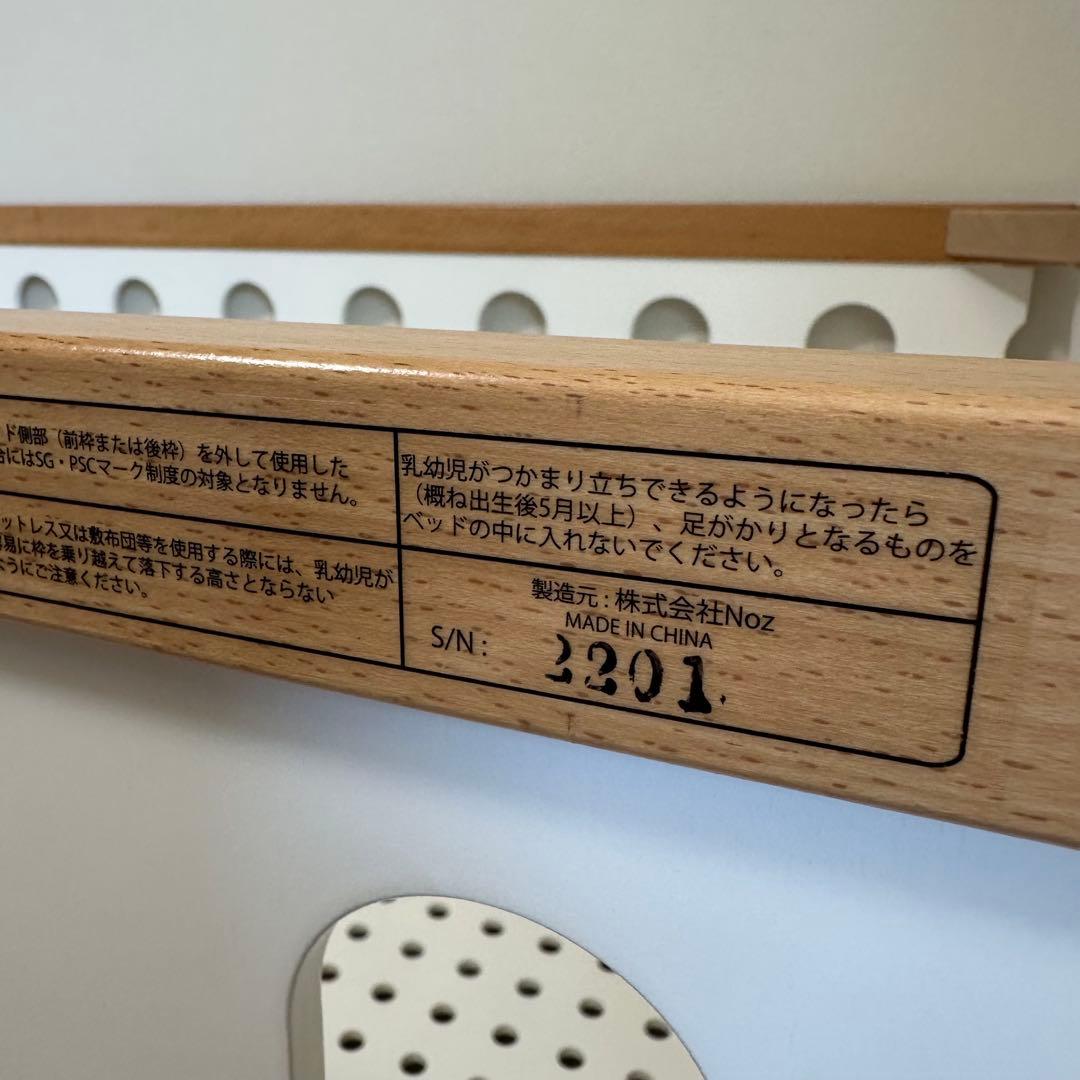 ド側部（前枠または後枠）を外して使用した
合にはSG・PSCマーク制度の対象となりません。
ットレス又は敷布団等を使用する際には、乳幼児が
易に枠を乗り越えて落下する高さとならない
ようにご注意ください。
乳幼児がつかまり立ちできるようになったら
（概ね出生後5月以上）、足がかりとなるものを
ベッドの中に入れないでください。
製造元：株式会社Noz
MADE IN CHINA
S/N： 2201